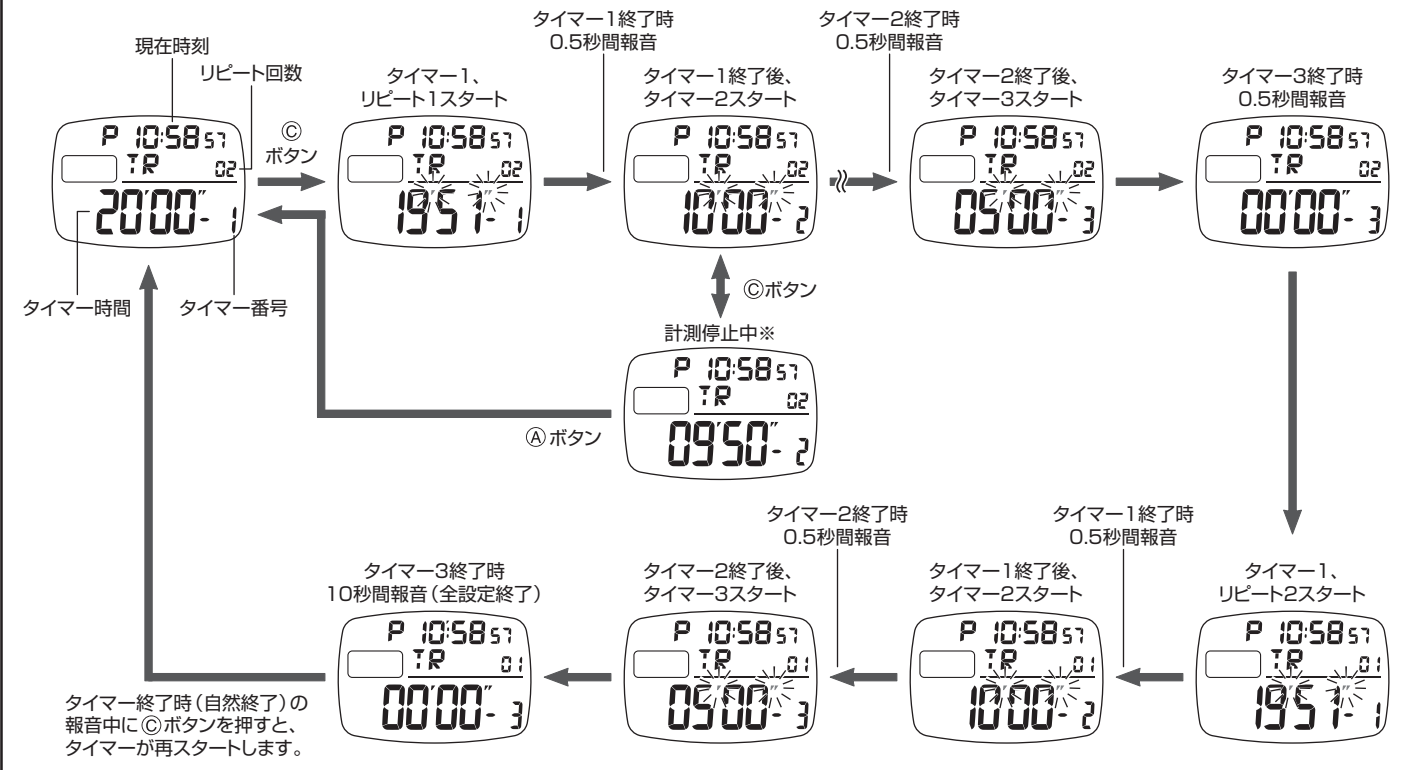 タイマー1終了時
0.5秒間報音
タイマー2終了時
0.5秒間報音
現在時刻
リピート回数
タイマー1、
リピート1スタート
タイマー1終了後、
タイマー2スタート
タイマー2終了後、
タイマー3スタート
タイマー3終了時
0.5秒間報音
P 10:58 57
TR 02
20'00"- 1
Ⓒ
ボタン
P 10:58 57
TR 02
19'51"- 1
P 10:58 57
TR 02
10'00"- 2
P 10:58 57
TR 02
05'00"- 3
P 10:58 57
TR 02
00'00"- 3
タイマー時間
タイマー番号
Ⓒボタン
計測停止中※
P 10:58 57
TR 02
09'50"- 2
Ⓐボタン
タイマー2終了時
0.5秒間報音
タイマー1終了時
0.5秒間報音
タイマー3終了時
10秒間報音(全設定終了)
タイマー2終了後、
タイマー3スタート
タイマー1終了後、
タイマー2スタート
タイマー1、
リピート2スタート
P 10:58 57
TR 01
00'00"- 3
P 10:58 57
TR 01
05'00"- 3
P 10:58 57
TR 01
10'00"- 2
P 10:58 57
TR 01
19'51"- 1
タイマー終了時(自然終了)の
報音中にⒸボタンを押すと、
タイマーが再スタートします。